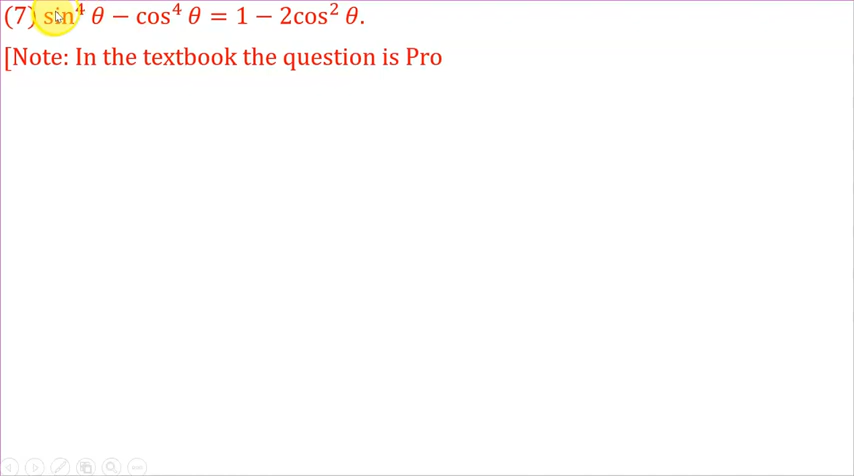 (7) sin⁴ θ − cos⁴ θ = 1 − 2cos² θ.
[Note: In the textbook the question is Pro